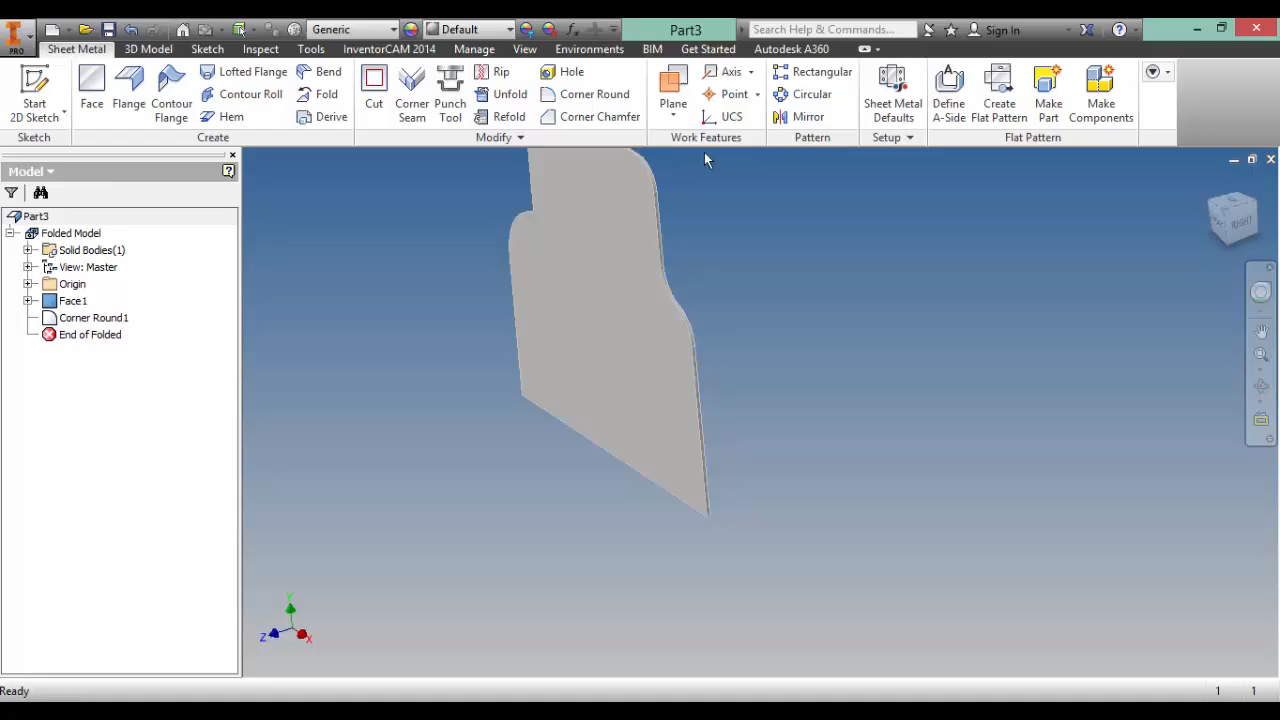 PRO
Generic
Default
Part3
Search Help & Commands...
Sign In
Sheet Metal
3D Model
Sketch
Inspect
Tools
InventorCAM 2014
Manage
View
Environments
BIM
Get Started
Autodesk A360
Start
2D Sketch
Face
Flange
Contour
Flange
Lofted Flange
Contour Roll
Hem
Bend
Fold
Derive
Cut
Corner
Seam
Punch
Tool
Rip
Unfold
Refold
Hole
Corner Round
Corner Chamfer
Plane
Axis
Point
UCS
Rectangular
Circular
Mirror
Sheet Metal
Defaults
Define
A-Side
Create
Flat Pattern
Make
Part
Make
Components
Sketch
Create
Modify
Work Features
Pattern
Setup
Flat Pattern
Model
Part3
Folded Model
Solid Bodies(1)
View: Master
Origin
Face1
Corner Round1
End of Folded
RIGHT
Y
Z
X
Ready
1
1